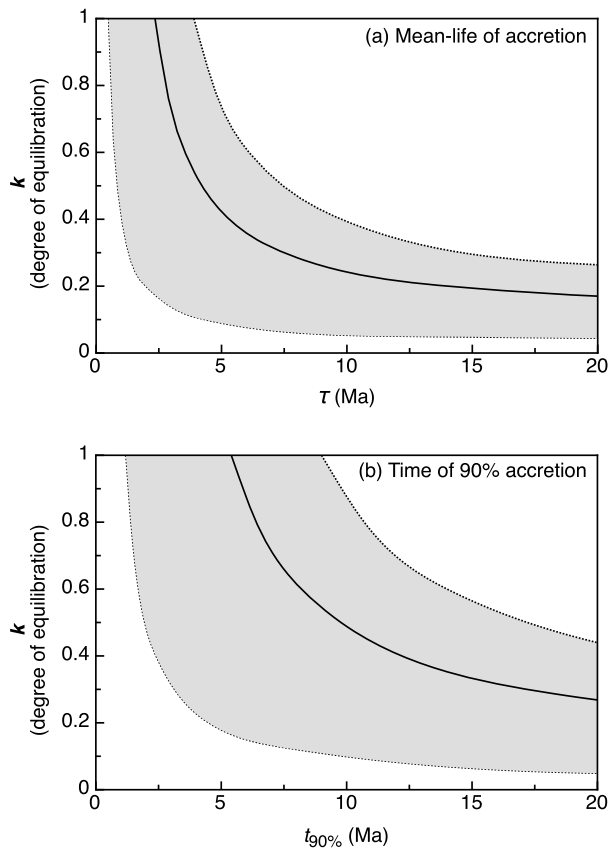 (a) Mean-life of accretion
1
0.8
0.6
0.4
0.2
0
k
(degree of equilibration)
0 5 10 15 20
τ (Ma)
(b) Time of 90% accretion
1
0.8
0.6
0.4
0.2
0
k
(degree of equilibration)
0 5 10 15 20
t90% (Ma)